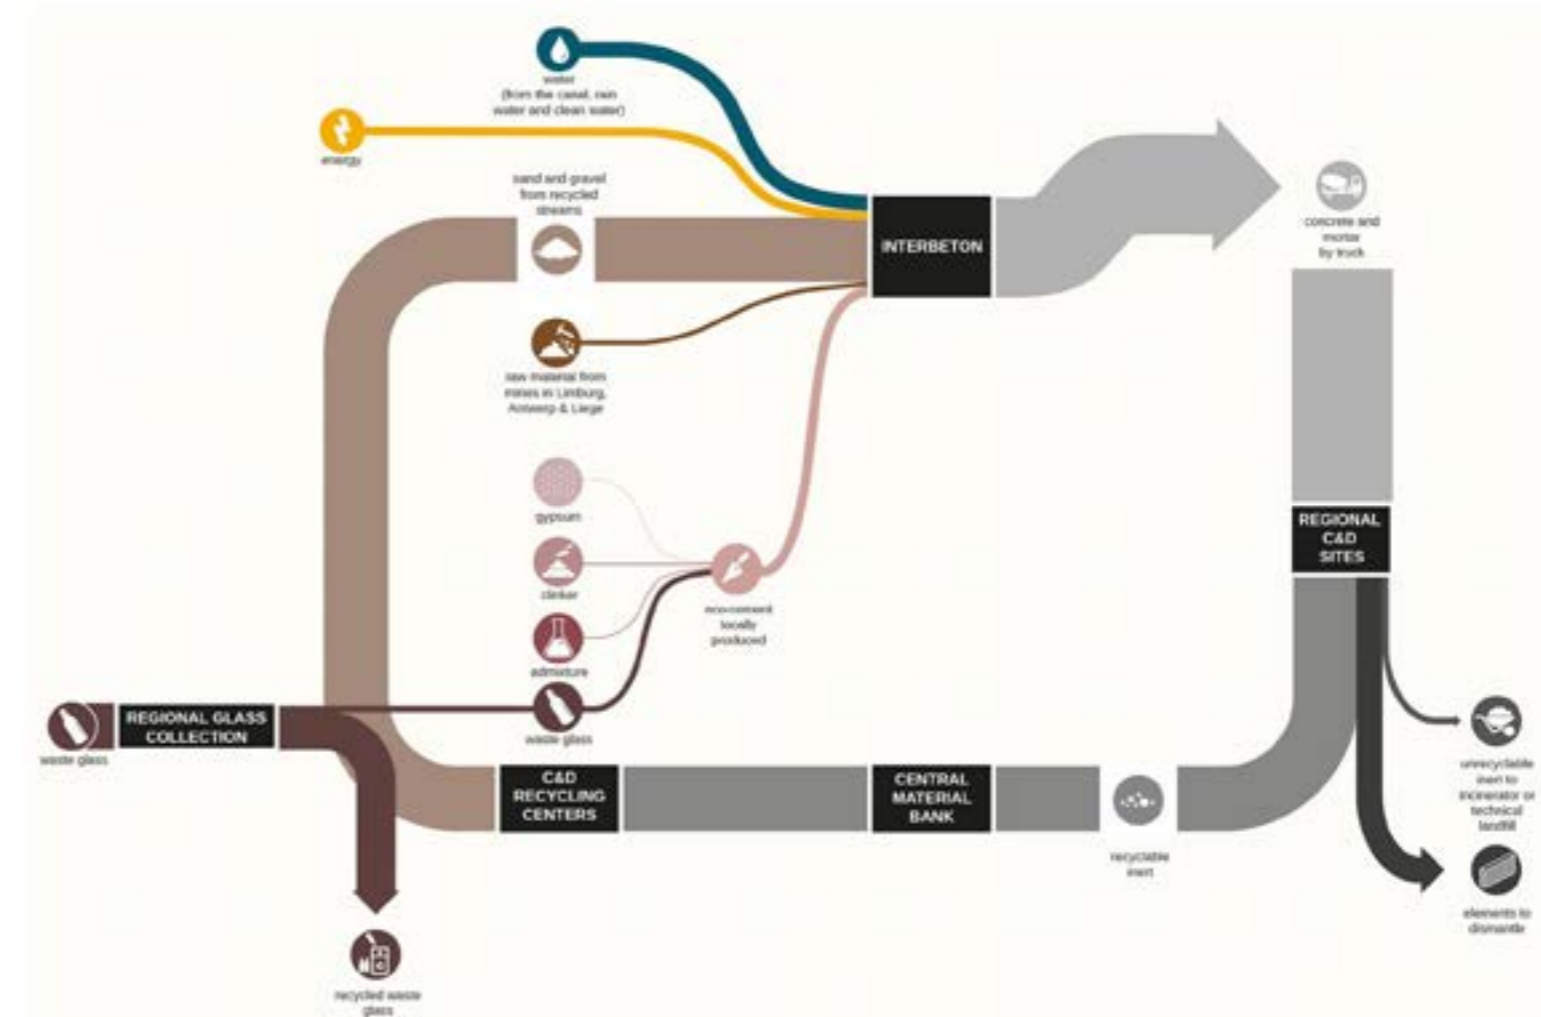 water
(from the canal, rain
water and clean water)
energy
sand and gravel
from recycled
streams
INTERBETON
concrete and
mortar
by truck
raw material from
mines in Limburg,
Antwerp & Liege
gypsum
clinker
admixture
waste glass
eco-cement
locally
produced
REGIONAL
C&D
SITES
REGIONAL GLASS
COLLECTION
waste glass
C&D
RECYCLING
CENTERS
CENTRAL
MATERIAL
BANK
recyclable
inert
unrecyclable
inert to
incinerator or
technical
landfill
elements to
dismantle
recycled waste
glass